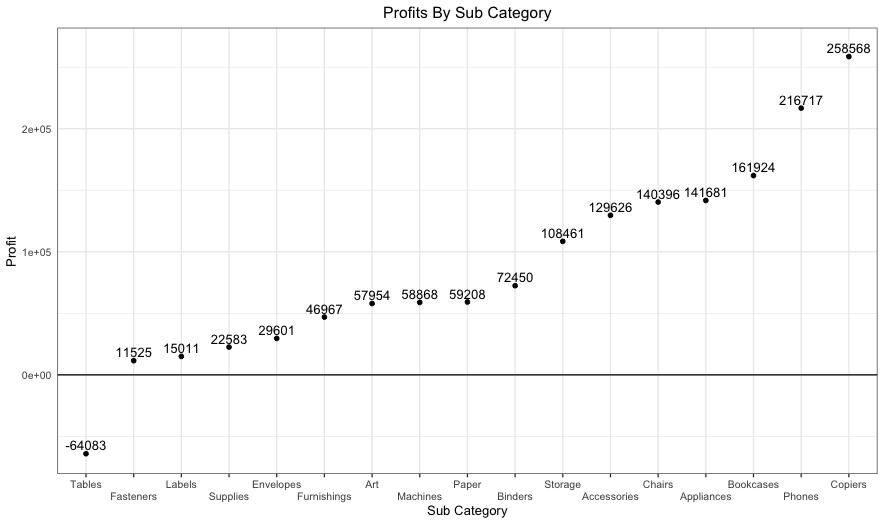 Profits By Sub Category
258568
216717
2e+05
161924
140396 141681
129626
108461
1e+05
Profit
72450
57954 58868 59208
46967
29601
22583
15011
11525
0e+00
-64083
Tables Labels Envelopes Art Paper Storage Chairs Bookcases Copiers
Fasteners Supplies Furnishings Machines Binders Accessories Appliances Phones
Sub Category